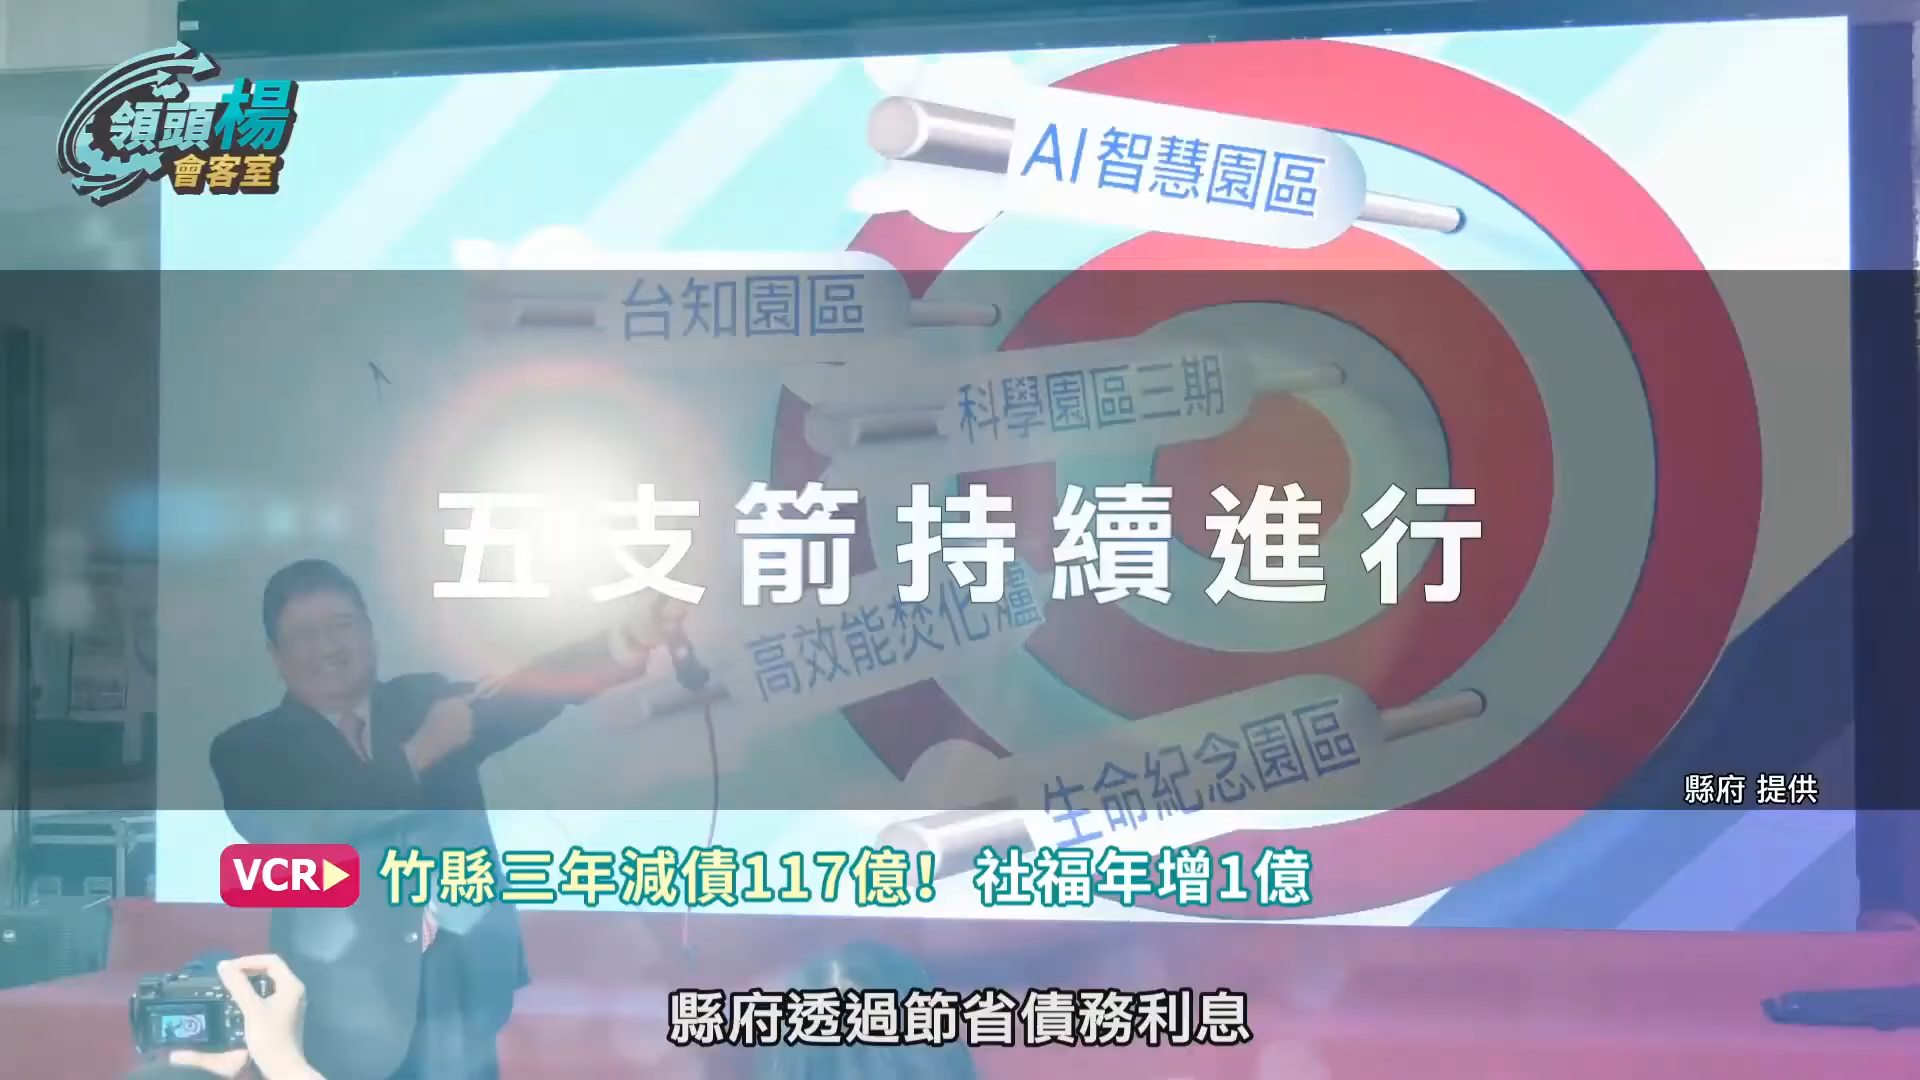 領頭楊
會客室
AI智慧園區
台知園區
科學園區三期
五支箭持續進行
高效能焚化爐
生命紀念園區
縣府 提供
VCR 竹縣三年減債117億！社福年增1億
縣府透過節省債務利息